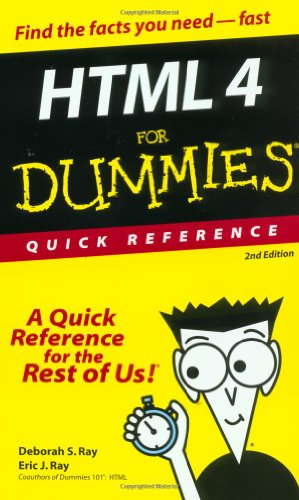 Find the facts you need—fast
HTML 4
FOR
DUMMIES®
QUICK REFERENCE
2nd Edition
A Quick
Reference
for the
Rest of Us!®
Deborah S. Ray
Eric J. Ray
Coauthors of Dummies 101®: HTML